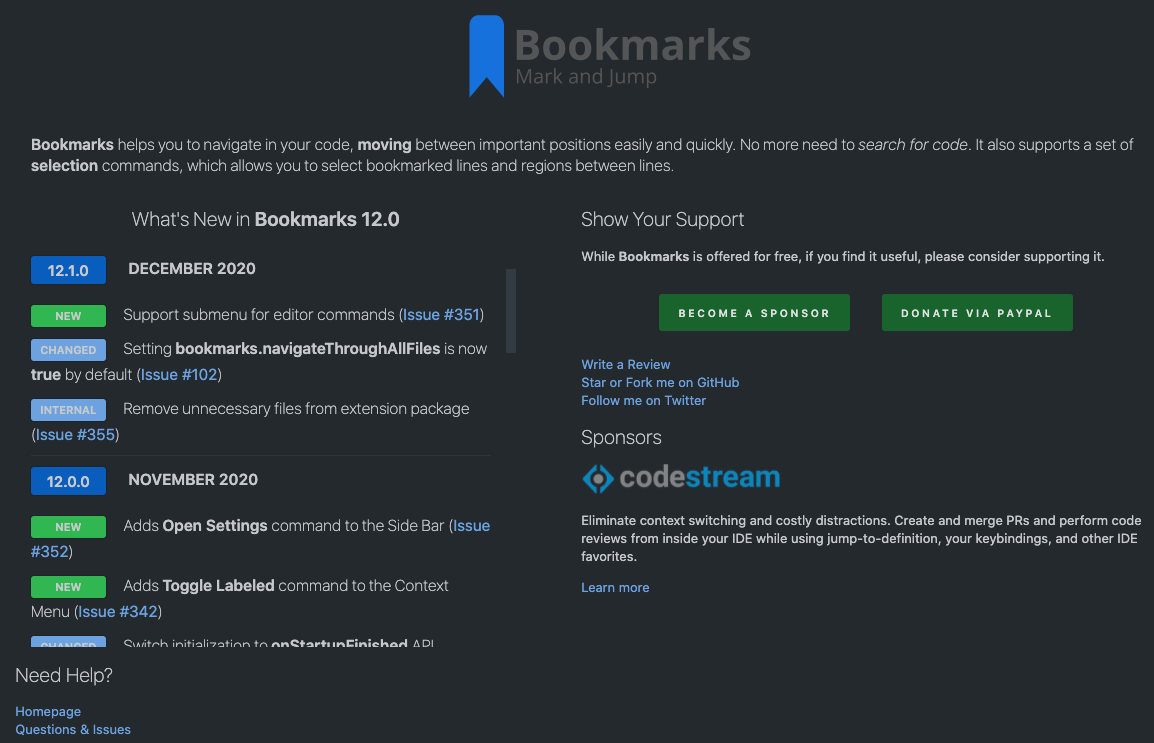 Bookmarks
Mark and Jump
Bookmarks helps you to navigate in your code, moving between important positions easily and quickly. No more need to search for code. It also supports a set of
selection commands, which allows you to select bookmarked lines and regions between lines.
What's New in Bookmarks 12.0
12.1.0 DECEMBER 2020
NEW Support submenu for editor commands (Issue #351)
CHANGED Setting bookmarks.navigateThroughAllFiles is now
true by default (Issue #102)
INTERNAL Remove unnecessary files from extension package
(Issue #355)
12.0.0 NOVEMBER 2020
NEW Adds Open Settings command to the Side Bar (Issue
#352)
NEW Adds Toggle Labeled command to the Context
Menu (Issue #342)
CHANGED Switch initialization to onStartupFinished API
Show Your Support
While Bookmarks is offered for free, if you find it useful, please consider supporting it.
BECOME A SPONSOR
DONATE VIA PAYPAL
Write a Review
Star or Fork me on GitHub
Follow me on Twitter
Sponsors
codestream
Eliminate context switching and costly distractions. Create and merge PRs and perform code
reviews from inside your IDE while using jump-to-definition, your keybindings, and other IDE
favorites.
Learn more
Need Help?
Homepage
Questions & Issues